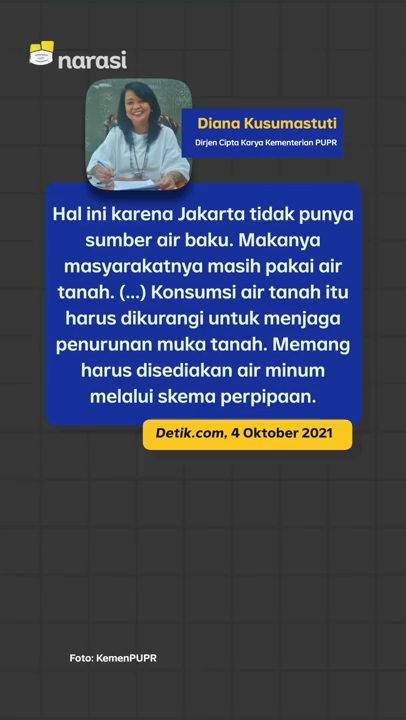 narasi
Diana Kusumastuti
Dirjen Cipta Karya Kementerian PUPR
Hal ini karena Jakarta tidak punya
sumber air baku. Makanya
masyarakatnya masih pakai air
tanah. (...) Konsumsi air tanah itu
harus dikurangi untuk menjaga
penurunan muka tanah. Memang
harus disediakan air minum
melalui skema perpipaan.
Detik.com, 4 Oktober 2021
Foto: KemenPUPR